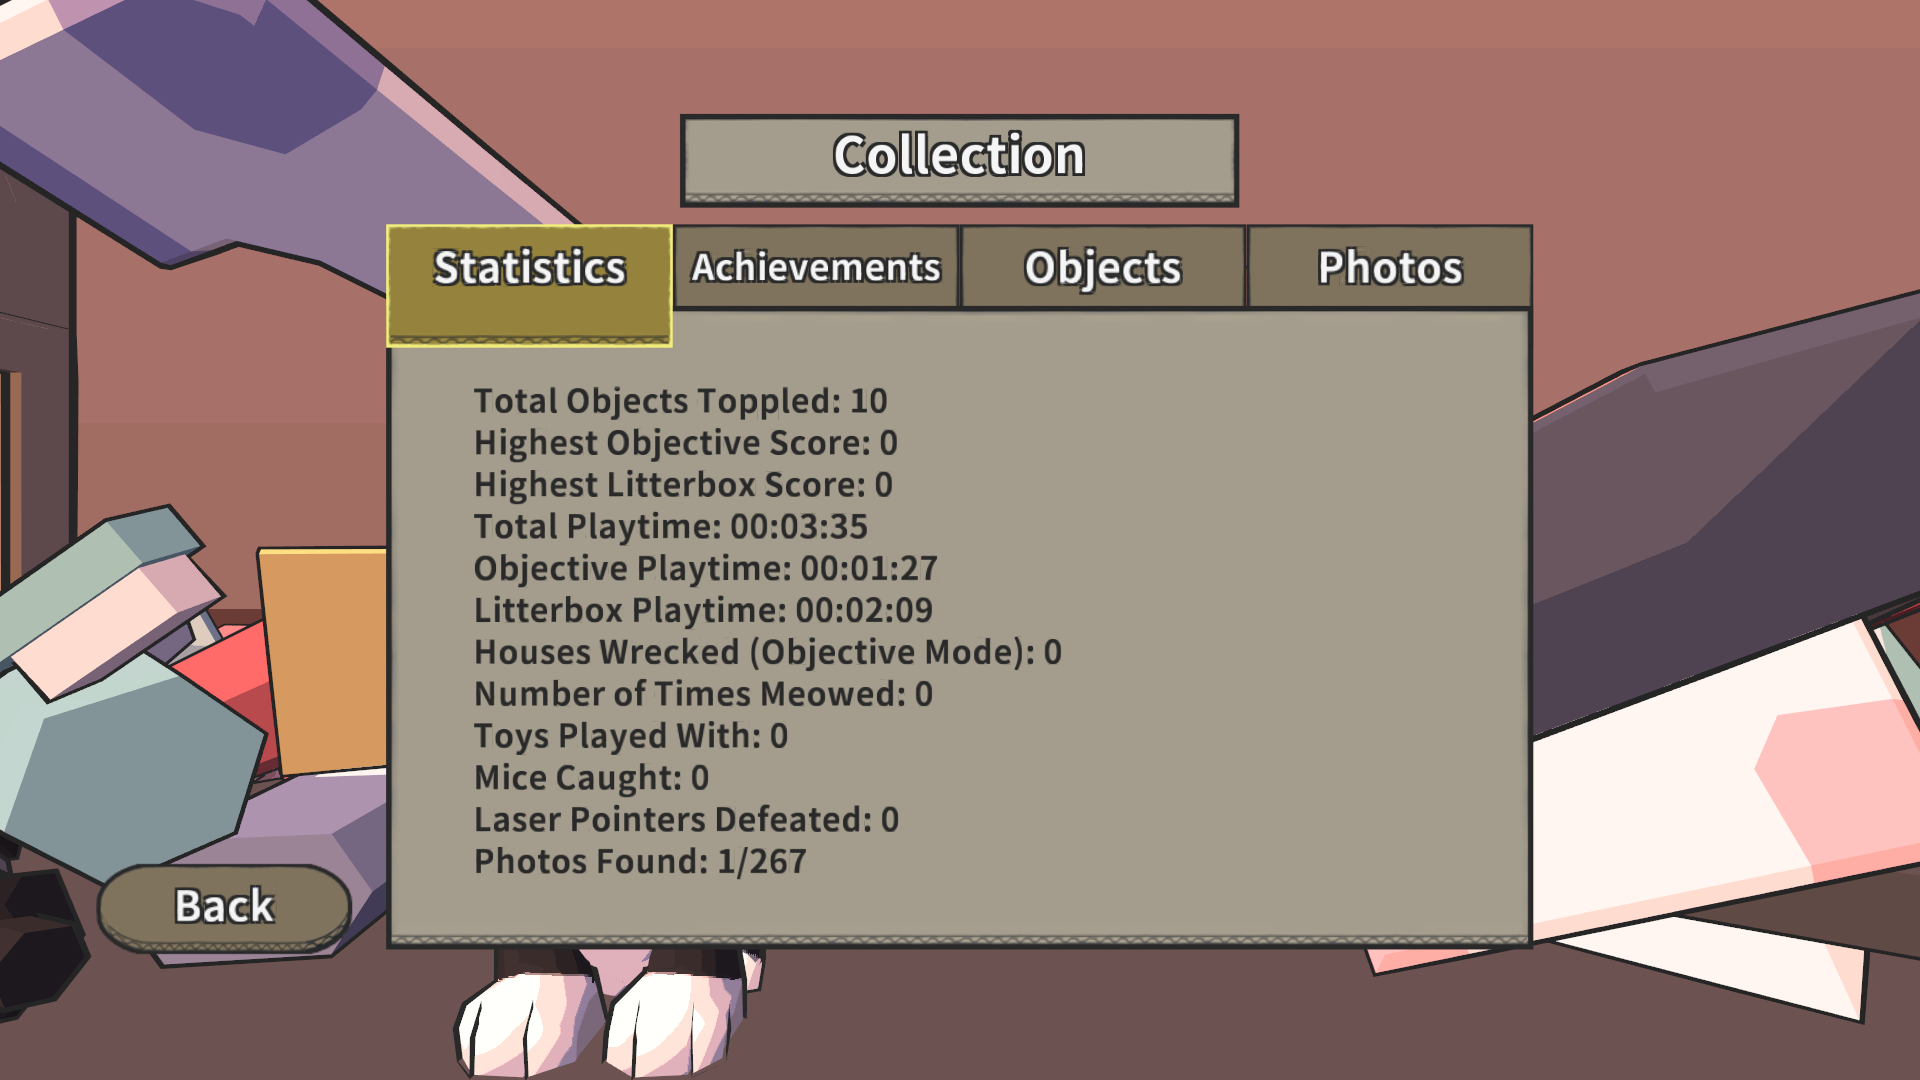 Collection
Statistics
Achievements
Objects
Photos
Total Objects Toppled: 10
Highest Objective Score: 0
Highest Litterbox Score: 0
Total Playtime: 00:03:35
Objective Playtime: 00:01:27
Litterbox Playtime: 00:02:09
Houses Wrecked (Objective Mode): 0
Number of Times Meowed: 0
Toys Played With: 0
Mice Caught: 0
Laser Pointers Defeated: 0
Photos Found: 1/267
Back